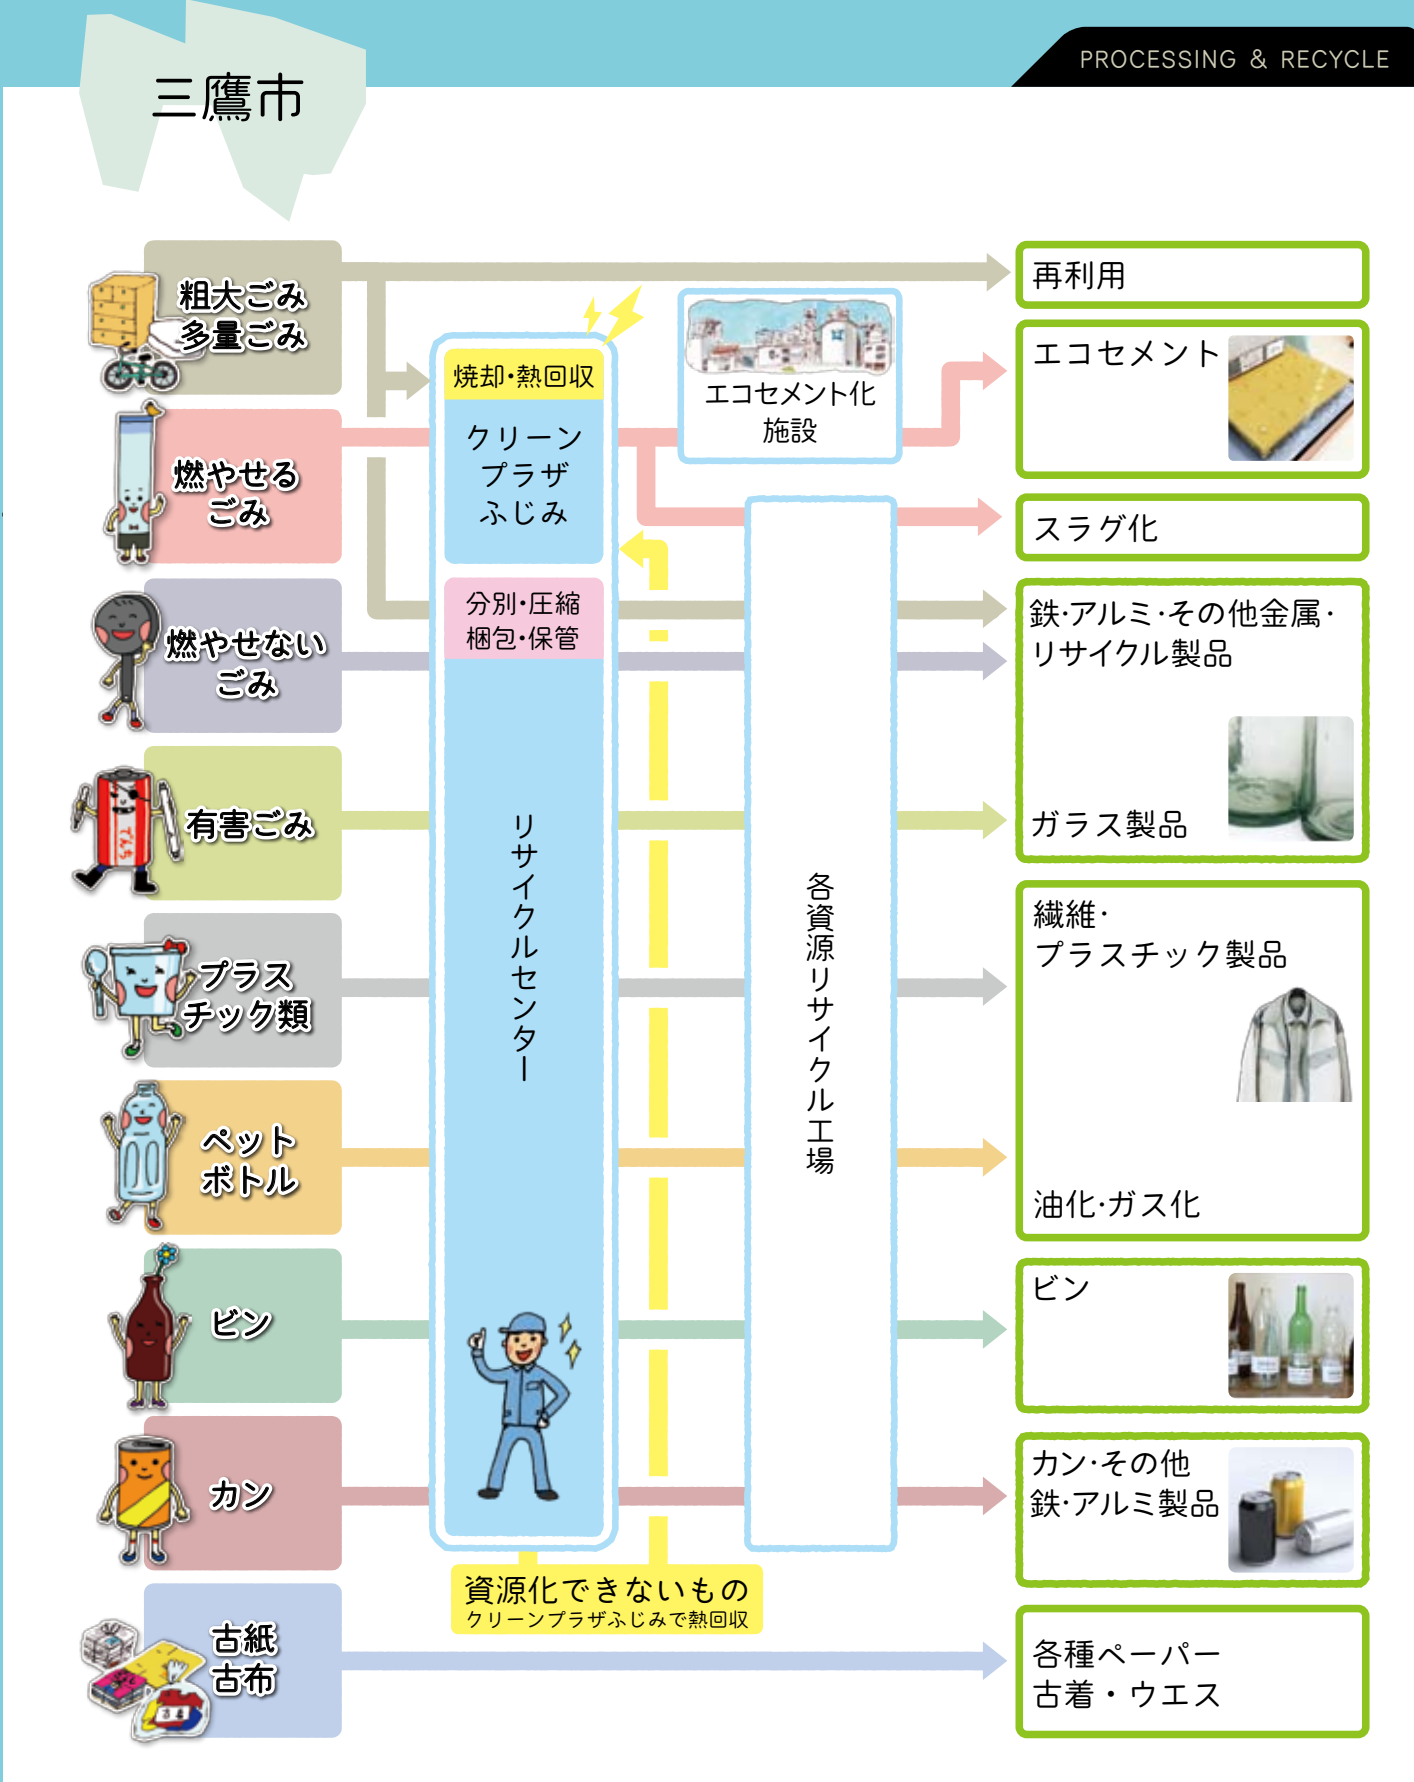 PROCESSING & RECYCLE
三鷹市
粗大ごみ
多量ごみ
燃やせる
ごみ
燃やせない
ごみ
でんち
有害ごみ
プラス
チック類
ペット
ボトル
ビン
カン
古紙
古布
焼却・熱回収
クリーン
プラザ
ふじみ
分別・圧縮
梱包・保管
リサイクルセンター
資源化できないもの
クリーンプラザふじみで熱回収
エコセメント化
施設
各資源リサイクル工場
再利用
エコセメント
スラグ化
鉄・アルミ・その他金属・
リサイクル製品
ガラス製品
繊維・
プラスチック製品
油化・ガス化
ビン
カン・その他
鉄・アルミ製品
各種ペーパー
古着・ウエス